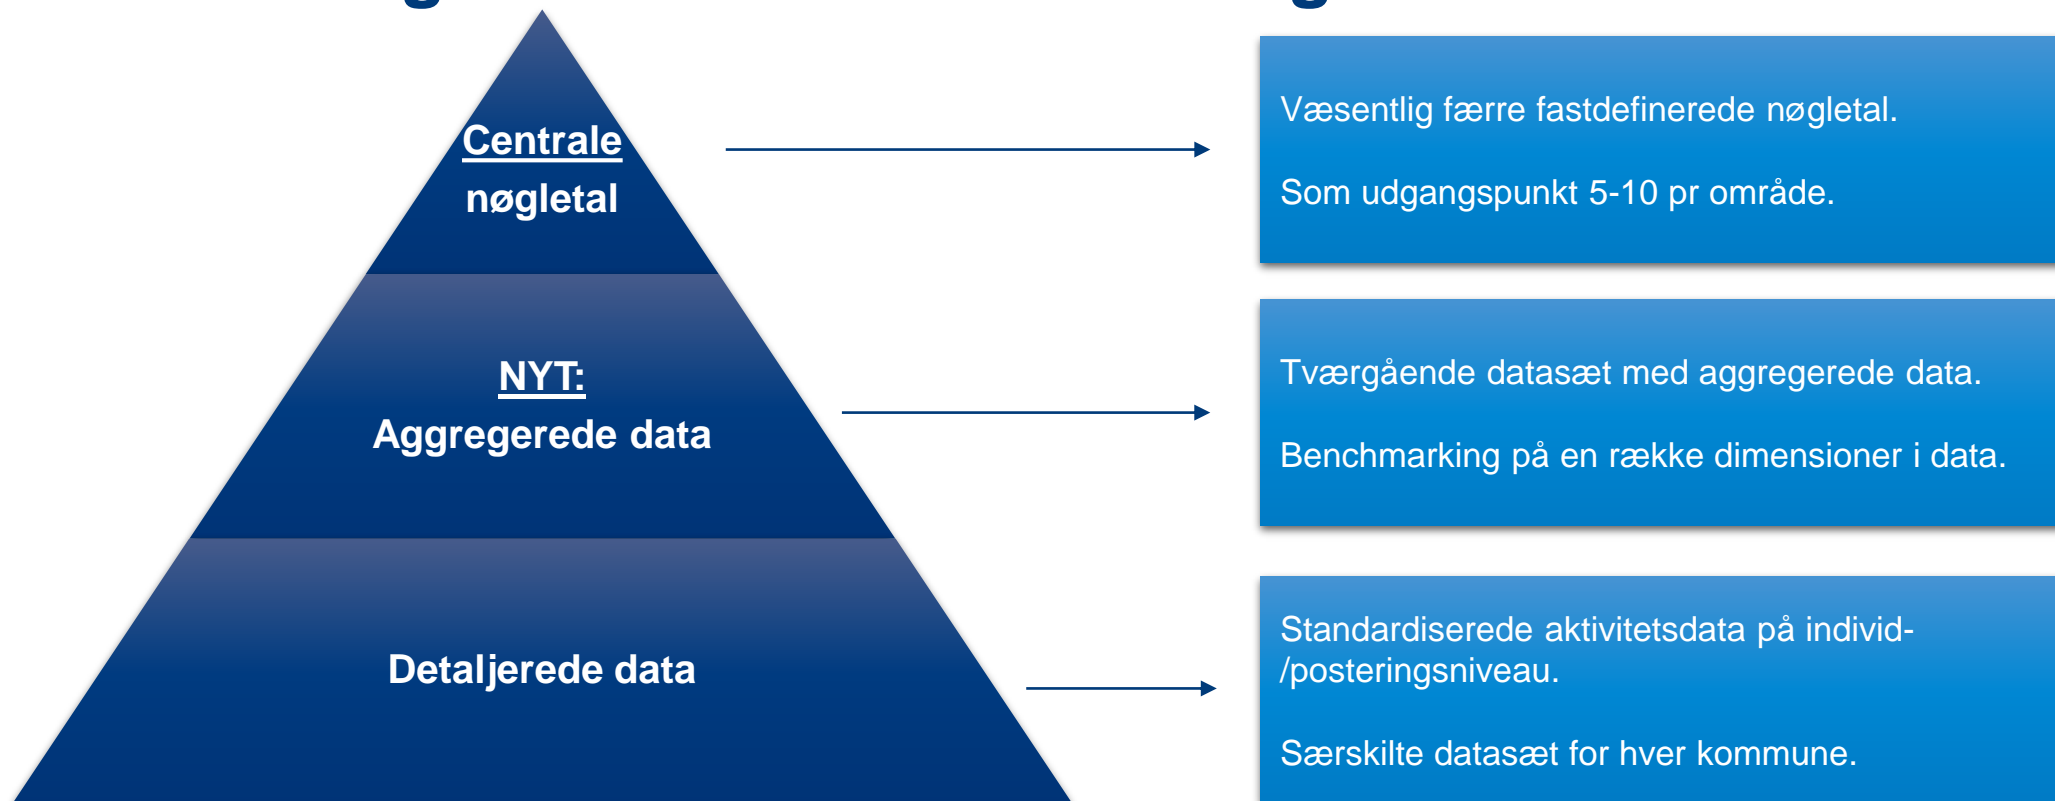 Centrale
nøgletal
Væsentlig færre fastdefinerede nøgletal.
Som udgangspunkt 5-10 pr område.
NYT:
Aggregerede data
Tværgående datasæt med aggregerede data.
Benchmarking på en række dimensioner i data.
Detaljerede data
Standardiserede aktivitetsdata på individ-
/posteringsniveau.
Særskilte datasæt for hver kommune.